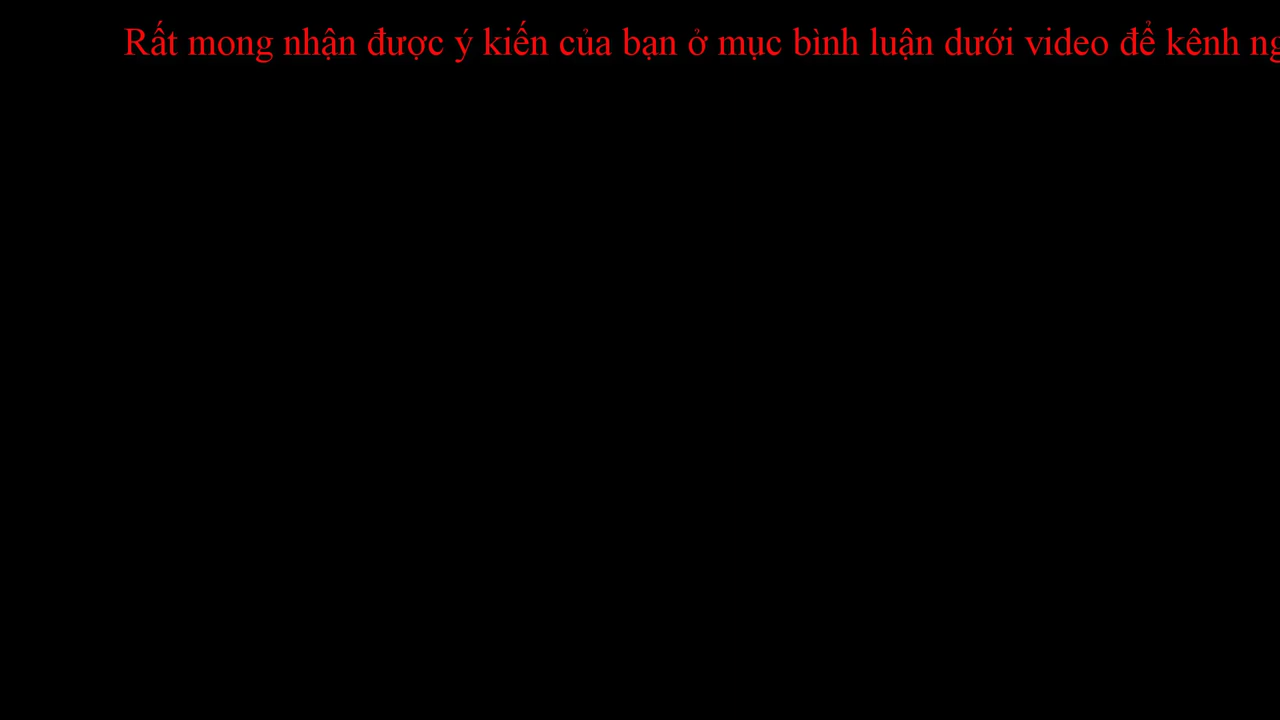 Rất mong nhận được ý kiến của bạn ở mục bình luận dưới video để kênh